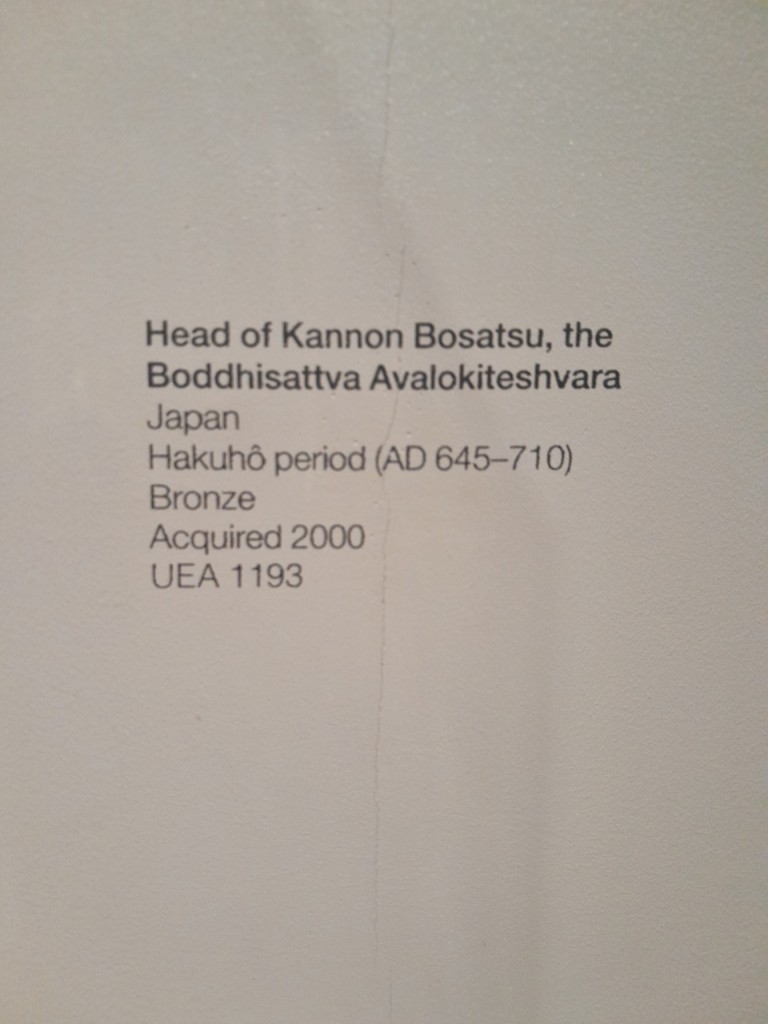 Head of Kannon Bosatsu, the
Boddhisattva Avalokiteshvara
Japan
Hakuhô period (AD 645–710)
Bronze
Acquired 2000
UEA 1193